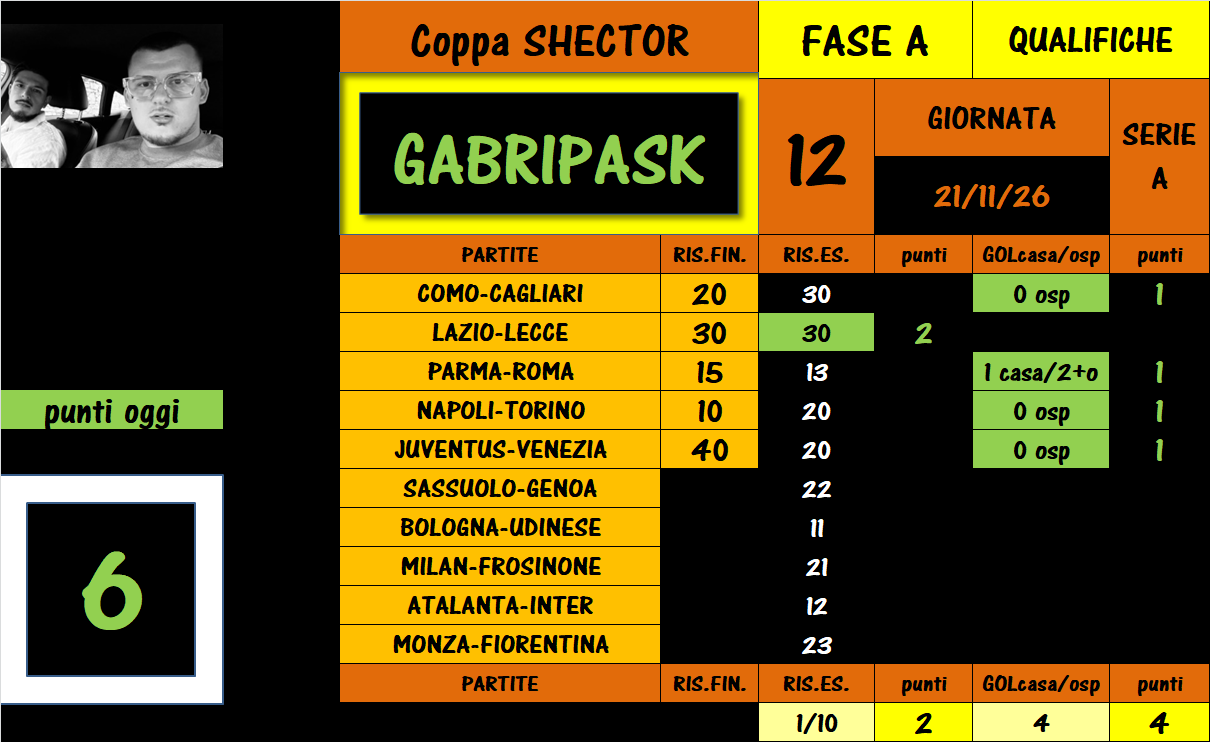 Coppa SHECTOR FASE A QUALIFICHE
GABRIPASK 12 GIORNATA SERIE A
21/11/26
PARTITE RIS.FIN. RIS.ES. punti GOLcasa/osp punti
COMO-CAGLIARI 20 30 0 osp 1
LAZIO-LECCE 30 30 2
PARMA-ROMA 15 13 1 casa/2+o 1
punti oggi
NAPOLI-TORINO 10 20 0 osp 1
JUVENTUS-VENEZIA 40 20 0 osp 1
SASSUOLO-GENOA 22
BOLOGNA-UDINESE 11
MILAN-FROSINONE 21
6
ATALANTA-INTER 12
MONZA-FIORENTINA 23
PARTITE RIS.FIN. RIS.ES. punti GOLcasa/osp punti
1/10 2 4 4